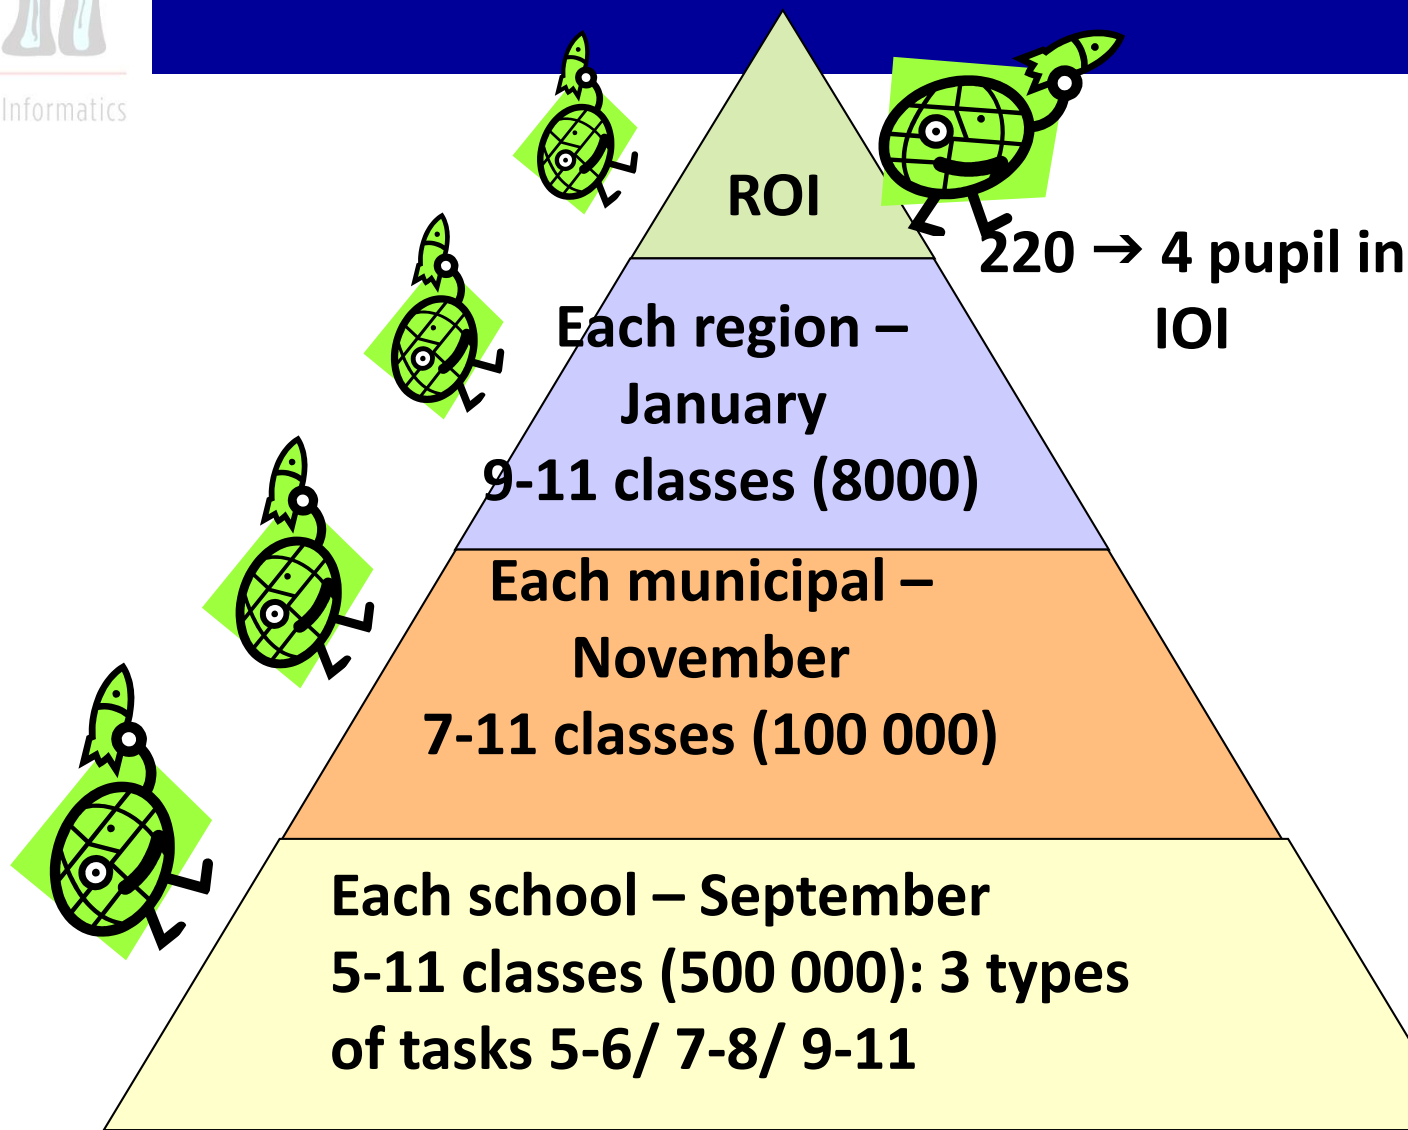 Informatics
ROI
220 → 4 pupil in
IOI
Each region –
January
9-11 classes (8000)
Each municipal –
November
7-11 classes (100 000)
Each school – September
5-11 classes (500 000): 3 types
of tasks 5-6/ 7-8/ 9-11